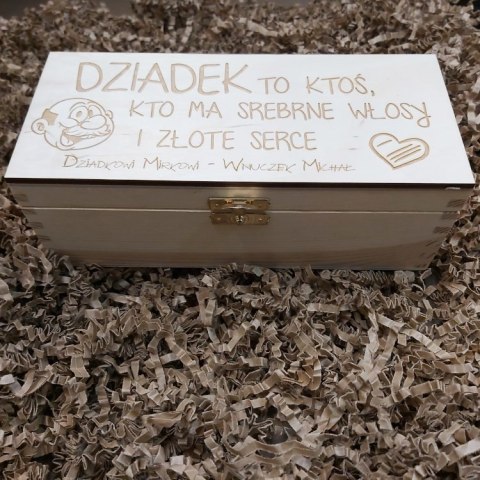 DZIADEK TO KTOŚ,
KTO MA SREBRNE WŁOSY
I ZŁOTE SERCE
DZIADKOWI MIRKOWI - WNUCZEK MICHAŁ